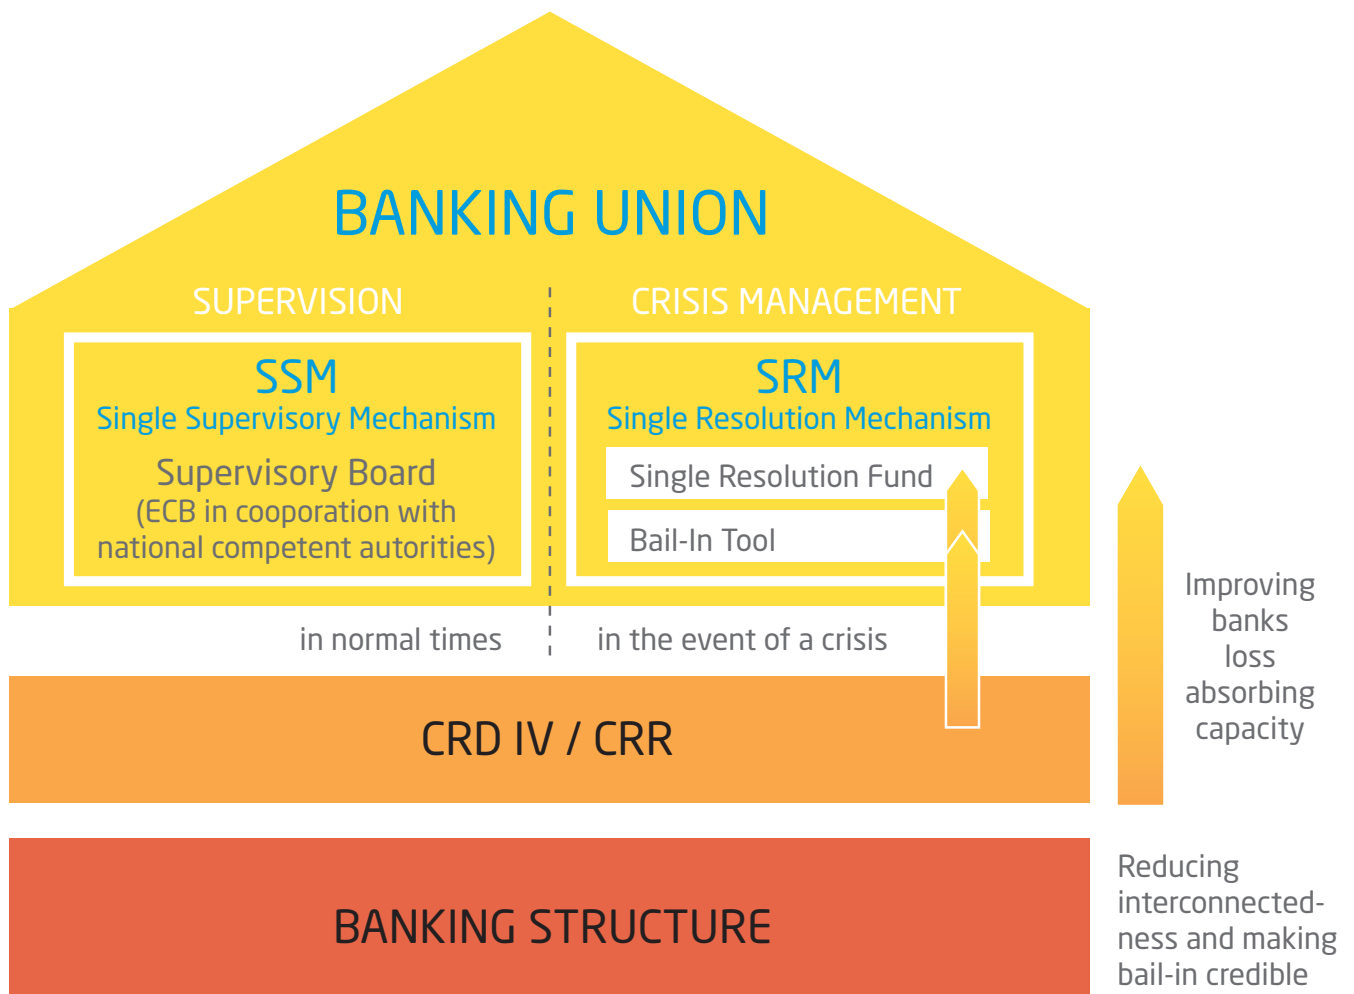 BANKING UNION
SUPERVISION
SSM
Single Supervisory Mechanism
Supervisory Board
(ECB in cooporation with
national competent autorities)
in normal times
CRISIS MANAGEMENT
SRM
Single Resolution Mechanism
Single Resolution Fund
Bail-In Tool
in the event of a crisis
Improving
banks
loss
absorbing
capacity
CRD IV / CRR
BANKING STRUCTURE
Reducing
interconnected-
ness and making
bail-in credible